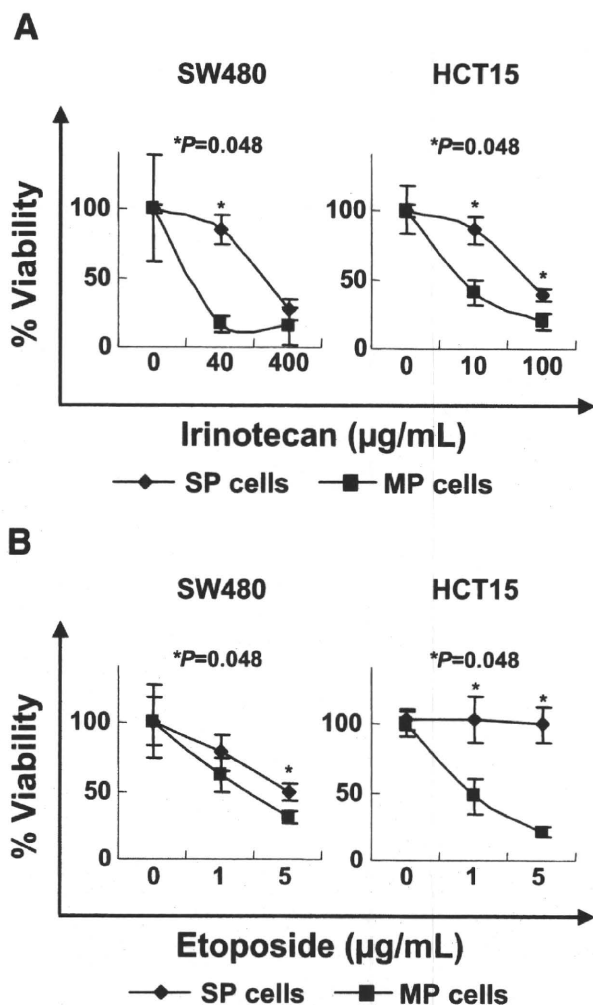 A
SW480 HCT15
*P=0.048 *P=0.048
% Viability
100 100
* *
50 50
*
0 0
0 40 400 0 10 100
Irinotecan (µg/mL)
SP cells MP cells
B
SW480 HCT15
*P=0.048 *P=0.048
% Viability
* *
100 100
*
50 50
0 0
0 1 5 0 1 5
Etoposide (µg/mL)
SP cells MP cells